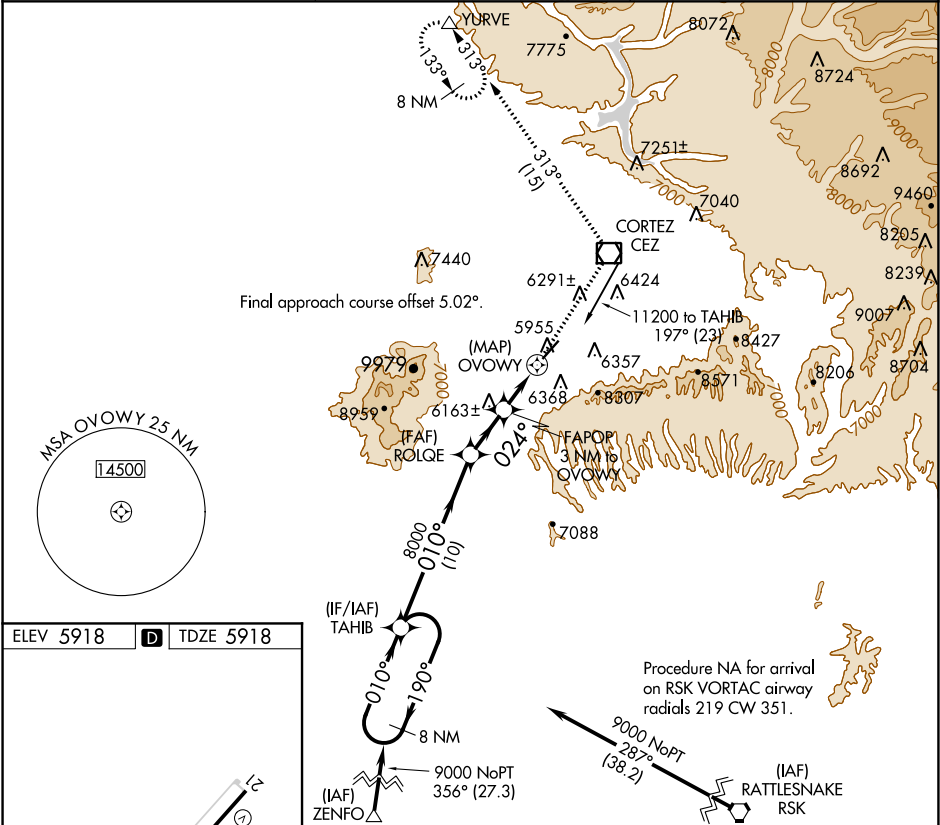 YURVE
313°
133°
8 NM
7775
8072
8724
8000
9000
7251±
7000
8692
9460
313°
(15)
7040
8205
CORTEZ
CEZ
7440
6291±
6424
8239
Final approach course offset 5.02°.
11200 to TAHIB
197° (23)
9007
5955
(MAP)
OVOWY
8427
6357
8704
9979
7000
8571
8206
6368
8307
8959
6163±
(FAF)
ROLQE
024°
FAPOP
3 NM to
OVOWY
MSA OVOWY 25 NM
14500
7088
8000
010°
(10)
(IF/IAF)
TAHIB
ELEV 5918
D
TDZE 5918
010°
190°
Procedure NA for arrival
on RSK VORTAC airway
radials 219 CW 351.
8 NM
9000 NoPT
287°
(38.2)
9000 NoPT
356° (27.3)
(IAF)
ZENFO
(IAF)
RATTLESNAKE
RSK
21
V